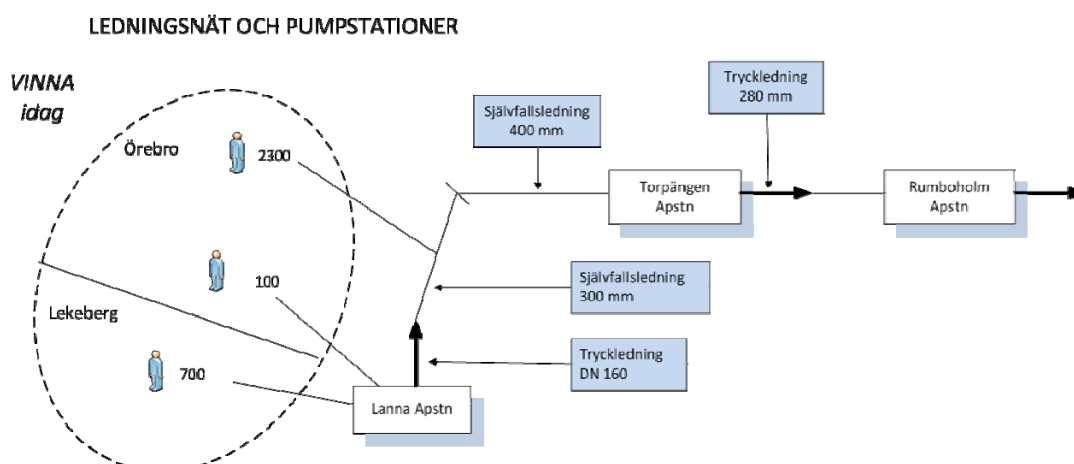 LEDNINGSNÄT OCH PUMPSTATIONER
VINNA
idag
Örebro
2300
100
Lekeberg
700
Självfallsledning
400 mm
Tryckledning
280 mm
Torpängen
Apstn
Rumboholm
Apstn
Självfallsledning
300 mm
Tryckledning
DN 160
Lanna Apstn